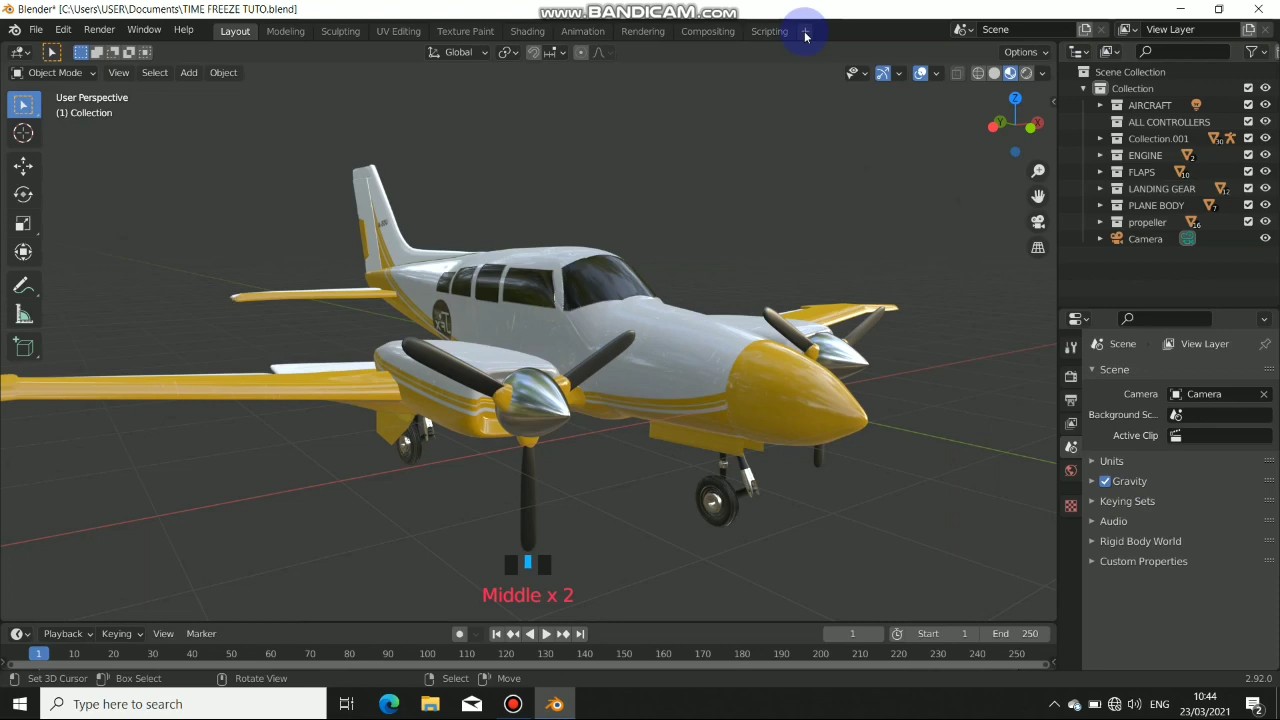 Blender* [C:\Users\USER\Documents\TIME FREEZE TUTO.blend]
www.BANDICAM.com
File Edit Render Window Help
Layout Modeling Sculpting UV Editing Texture Paint Shading Animation Rendering Compositing Scripting +
Scene View Layer
Global Options
Object Mode View Select Add Object
User Perspective
(1) Collection
Z
Y
X
Scene Collection
Collection
AIRCRAFT
ALL CONTROLLERS
Collection.001 30
ENGINE 2
FLAPS 10
LANDING GEAR 12
PLANE BODY 7
propeller 16
Camera
Scene View Layer
Scene
Camera Camera
Background Sc...
Active Clip
Units
Gravity
Keying Sets
Audio
Rigid Body World
Custom Properties
Middle x 2
Playback Keying View Marker
1 Start 1 End 250
1 10 20 30 40 50 60 70 80 90 100 110 120 130 140 150 160 170 180 190 200 210 220 230 240 250
Set 3D Cursor Box Select Rotate View Select Move 2.92.0
Type here to search
ENG
10:44
23/03/2021
2